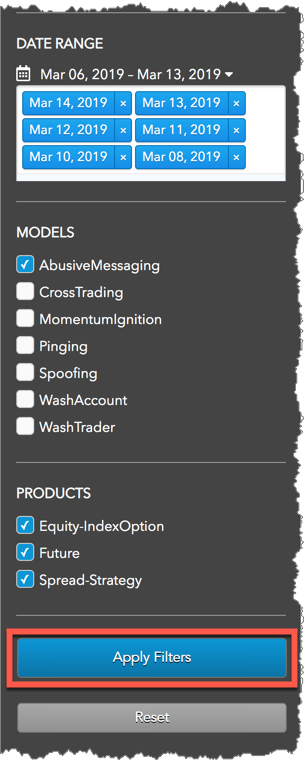 DATE RANGE
Mar 06, 2019 – Mar 13, 2019
Mar 14, 2019 × Mar 13, 2019 ×
Mar 12, 2019 × Mar 11, 2019 ×
Mar 10, 2019 × Mar 08, 2019 ×
MODELS
AbusiveMessaging
CrossTrading
MomentumIgnition
Pinging
Spoofing
WashAccount
WashTrader
PRODUCTS
Equity-IndexOption
Future
Spread-Strategy
Apply Filters
Reset